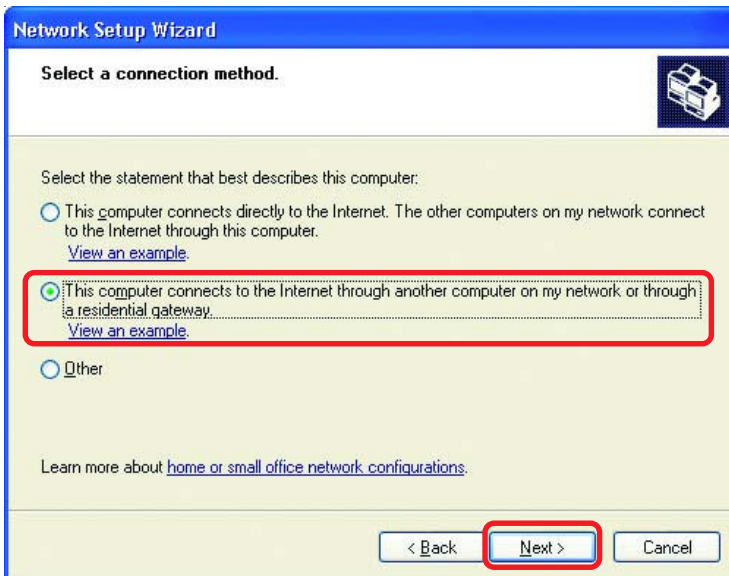 Network Setup Wizard
Select a connection method.
Select the statement that best describes this computer:
This computer connects directly to the Internet. The other computers on my network connect
to the Internet through this computer.
View an example.
This computer connects to the Internet through another computer on my network or through
a residential gateway.
View an example.
Other
Learn more about home or small office network configurations.
< Back
Next >
Cancel